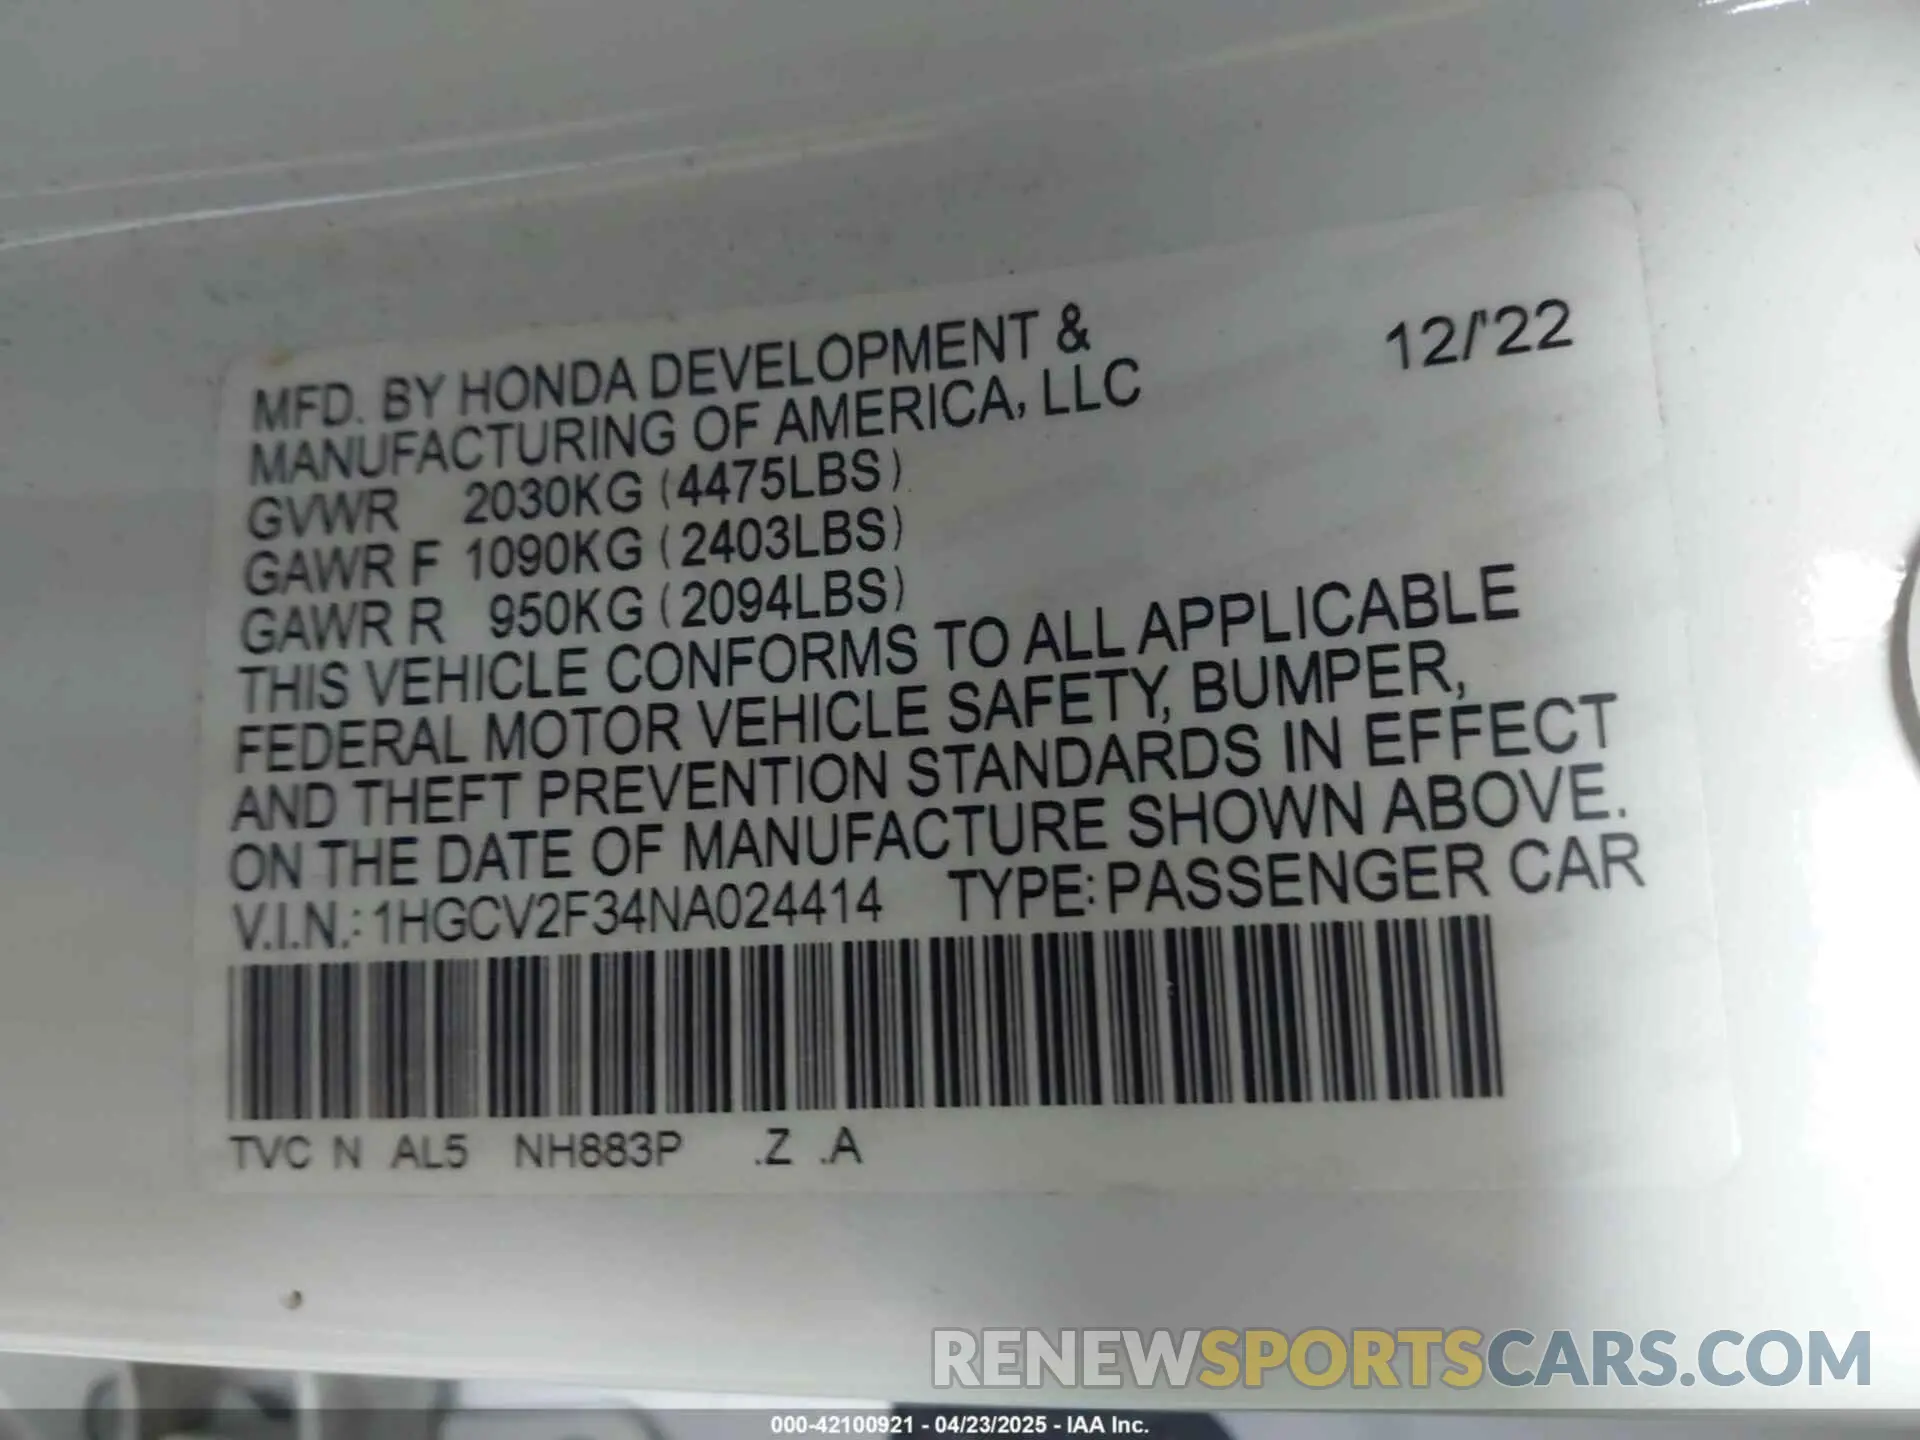 MFD. BY HONDA DEVELOPMENT & 12/'22
MANUFACTURING OF AMERICA, LLC
GVWR 2030KG (4475LBS)
GAWR F 1090KG (2403LBS)
GAWR R 950KG (2094LBS)
THIS VEHICLE CONFORMS TO ALL APPLICABLE
FEDERAL MOTOR VEHICLE SAFETY, BUMPER,
AND THEFT PREVENTION STANDARDS IN EFFECT
ON THE DATE OF MANUFACTURE SHOWN ABOVE.
V.I.N.: 1HGCV2F34NA024414 TYPE: PASSENGER CAR
TVC N AL5 NH883P .Z .A
RENEWSPORTSCARS.COM
000-42100921 - 04/23/2025 - IAA Inc.